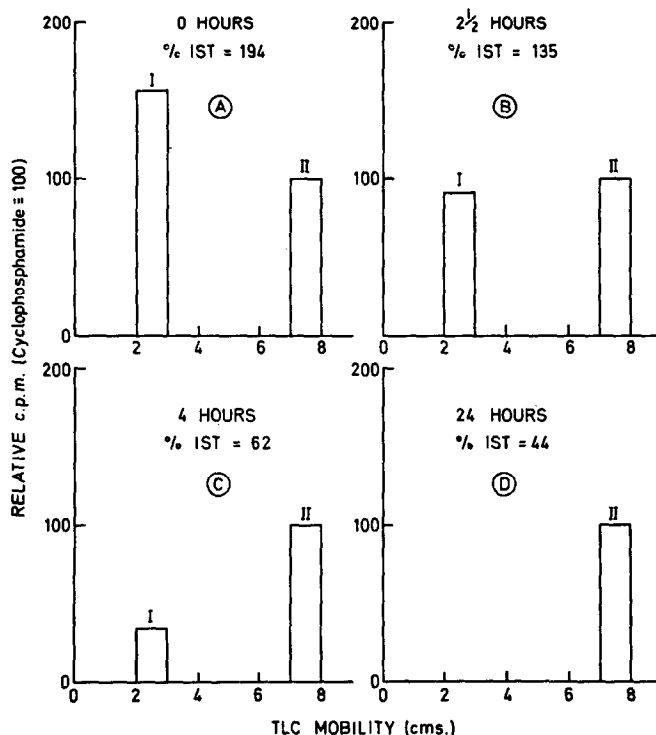 0 HOURS
% IST = 194
A
I
II
200
100
0
0 2 4 6 8
2 1/2 HOURS
% IST = 135
B
I
II
200
100
0
0 2 4 6 8
4 HOURS
% IST = 62
C
I
II
200
100
0
0 2 4 6 8
24 HOURS
% IST = 44
D
II
200
100
0
0 2 4 6 8
RELATIVE c.p.m. (Cyclophosphamide ≡ 100)
TLC MOBILITY (cms.)